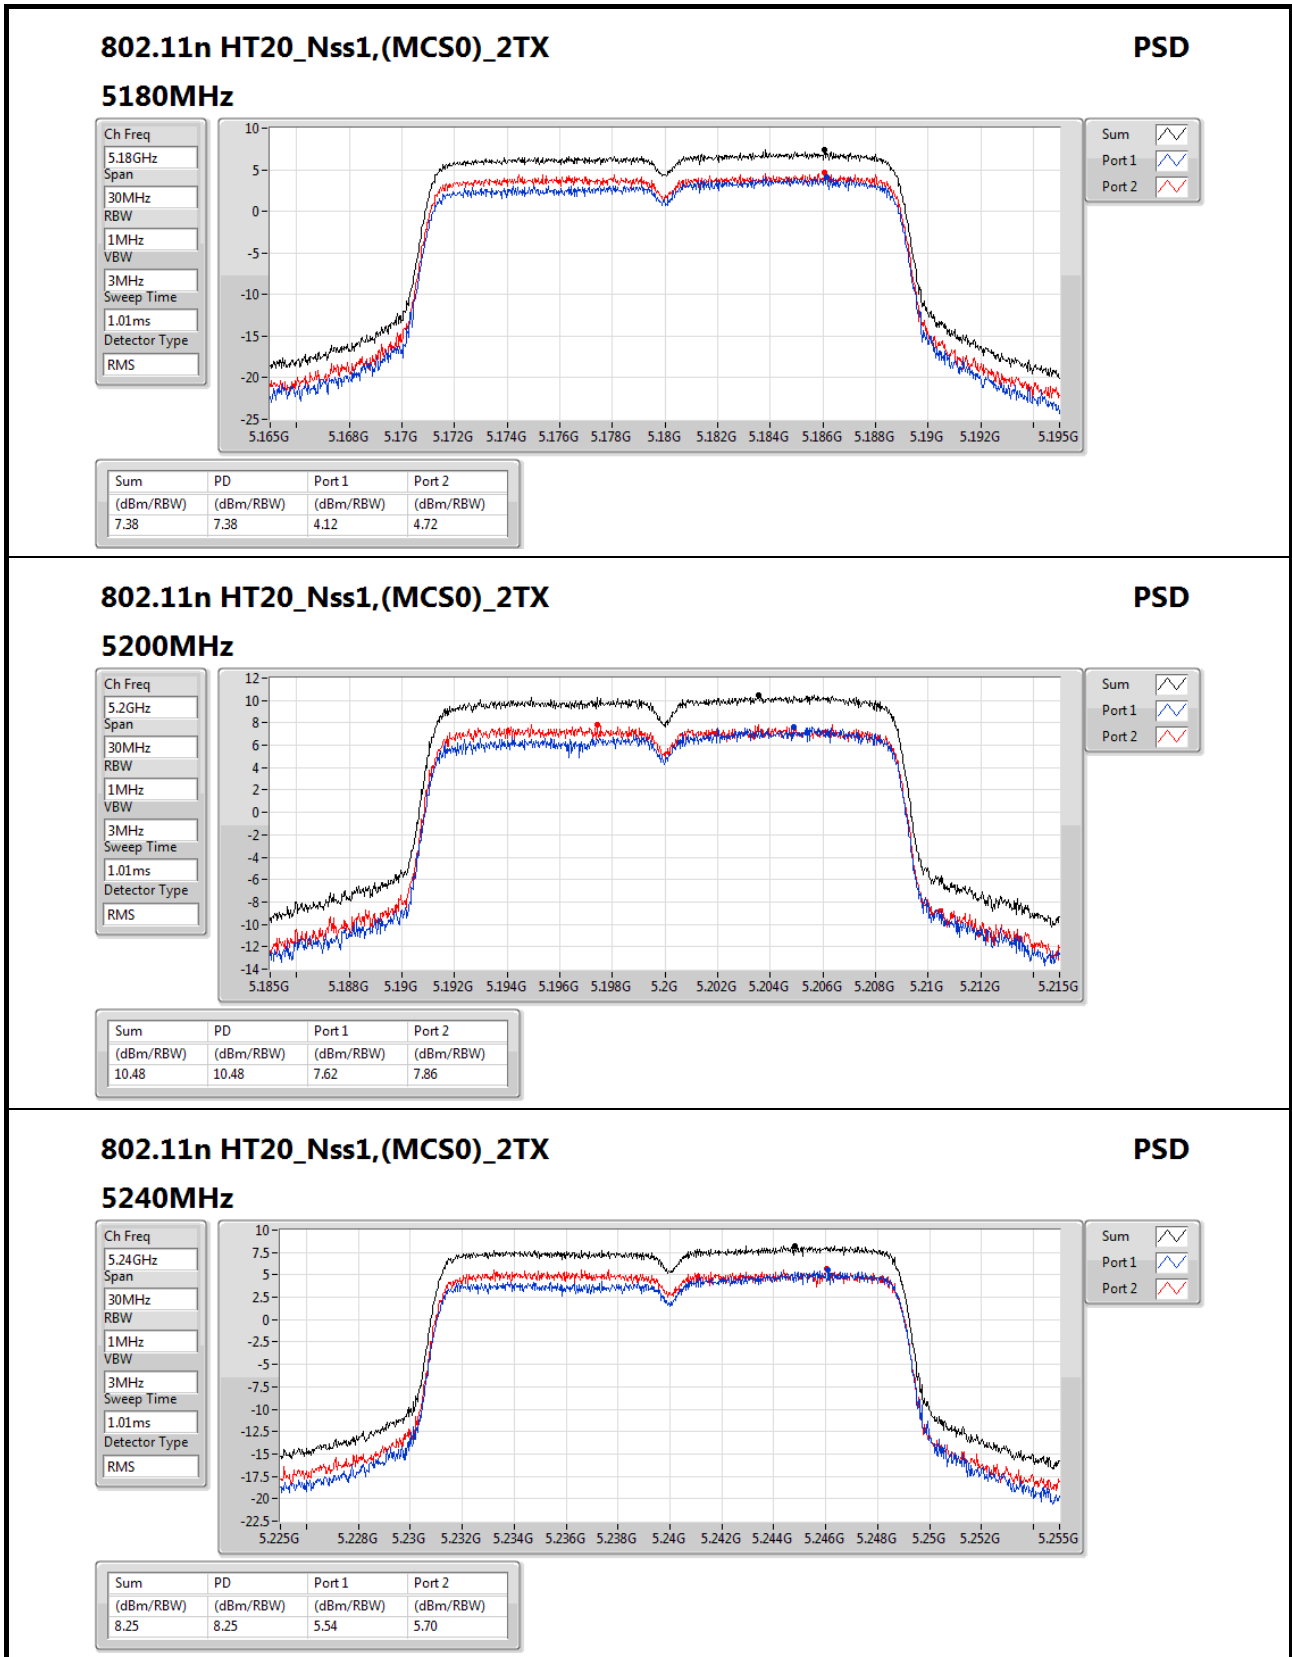 802.11n HT20_Nss1,(MCS0)_2TX PSD
5180MHz
Ch Freq
5.18GHz
Span
30MHz
RBW
1MHz
VBW
3MHz
Sweep Time
1.01ms
Detector Type
RMS
10
5
0
-5
-10
-15
-20
-25
5.165G 5.168G 5.17G 5.172G 5.174G 5.176G 5.178G 5.18G 5.182G 5.184G 5.186G 5.188G 5.19G 5.192G 5.195G
Sum
Port 1
Port 2
Sum PD Port 1 Port 2
(dBm/RBW) (dBm/RBW) (dBm/RBW) (dBm/RBW)
7.38 7.38 4.12 4.72
802.11n HT20_Nss1,(MCS0)_2TX PSD
5200MHz
Ch Freq
5.2GHz
Span
30MHz
RBW
1MHz
VBW
3MHz
Sweep Time
1.01ms
Detector Type
RMS
12
10
8
6
4
2
0
-2
-4
-6
-8
-10
-12
-14
5.185G 5.188G 5.19G 5.192G 5.194G 5.196G 5.198G 5.2G 5.202G 5.204G 5.206G 5.208G 5.21G 5.212G 5.215G
Sum
Port 1
Port 2
Sum PD Port 1 Port 2
(dBm/RBW) (dBm/RBW) (dBm/RBW) (dBm/RBW)
10.48 10.48 7.62 7.86
802.11n HT20_Nss1,(MCS0)_2TX PSD
5240MHz
Ch Freq
5.24GHz
Span
30MHz
RBW
1MHz
VBW
3MHz
Sweep Time
1.01ms
Detector Type
RMS
10
7.5
5
2.5
0
-2.5
-5
-7.5
-10
-12.5
-15
-17.5
-20
-22.5
5.225G 5.228G 5.23G 5.232G 5.234G 5.236G 5.238G 5.24G 5.242G 5.244G 5.246G 5.248G 5.25G 5.252G 5.255G
Sum
Port 1
Port 2
Sum PD Port 1 Port 2
(dBm/RBW) (dBm/RBW) (dBm/RBW) (dBm/RBW)
8.25 8.25 5.54 5.70